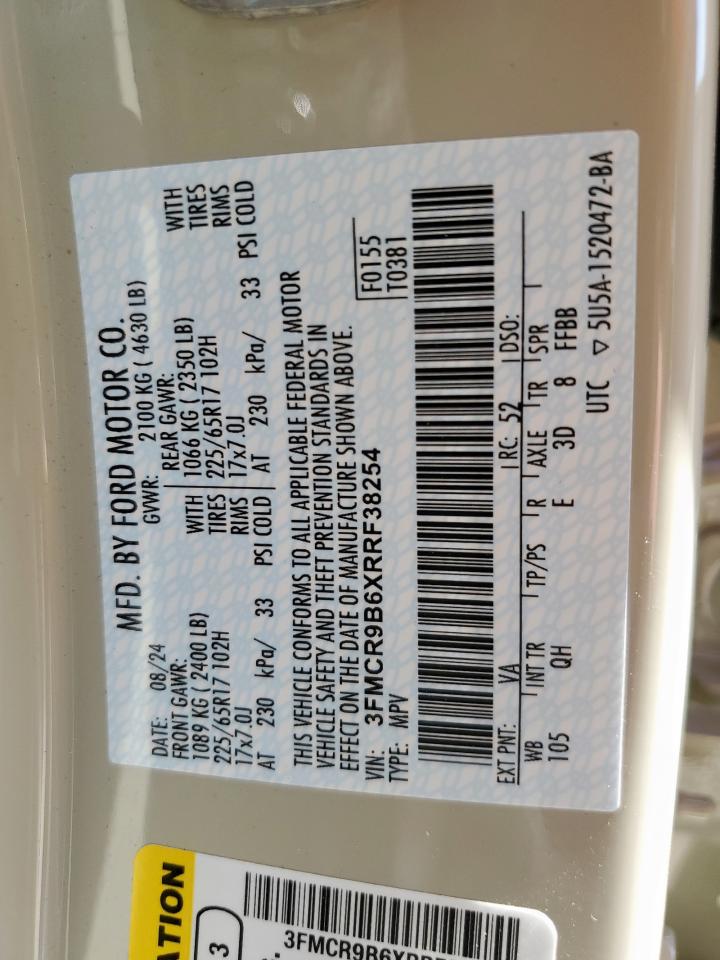 MFD. BY FORD MOTOR CO.
DATE: 08/24 GVWR: 2100 KG ( 4630 LB)
FRONT GAWR: REAR GAWR:
1089 KG ( 2400 LB) WITH 1066 KG ( 2350 LB) WITH
225/65R17 102H TIRES 225/65R17 102H TIRES
17x7.0J RIMS 17x7.0J RIMS
AT 230 kPa/ 33 PSI COLD AT 230 kPa/ 33 PSI COLD
THIS VEHICLE CONFORMS TO ALL APPLICABLE FEDERAL MOTOR
VEHICLE SAFETY AND THEFT PREVENTION STANDARDS IN
EFFECT ON THE DATE OF MANUFACTURE SHOWN ABOVE.
VIN: 3FMCR9B6XRRF38254 F0155
TYPE: MPV T0381
EXT PNT: VA RC: 52 DSO:
WB INT TR TP/PS R AXLE TR SPR
105 QH E 3D 8 FFBB
UTC ▽ 5U5A-1520472-BA
ATION
3
3FMCR9B6XRR